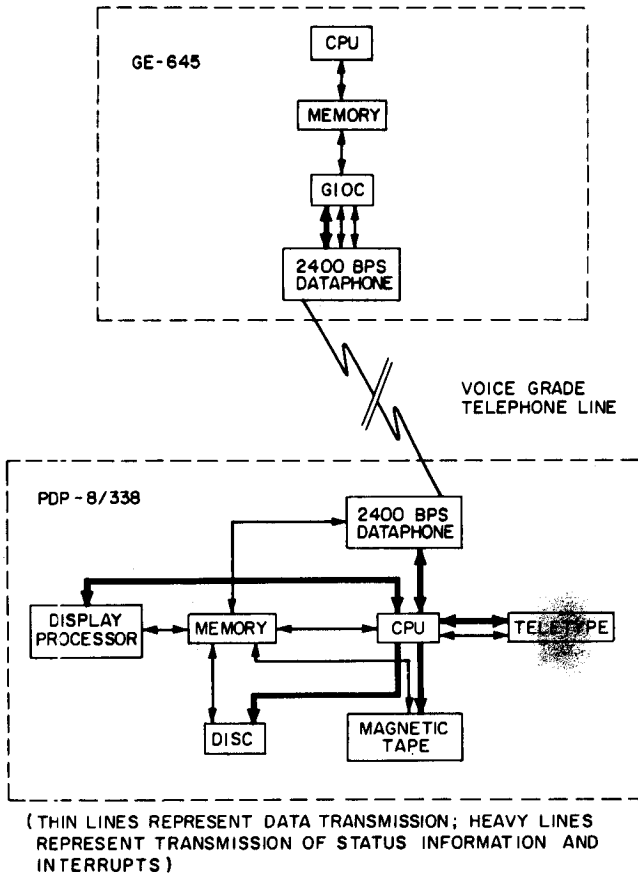 GE-645
CPU
MEMORY
GIOC
2400 BPS
DATAPHONE
VOICE GRADE
TELEPHONE LINE
PDP-8/338
2400 BPS
DATAPHONE
DISPLAY
PROCESSOR
MEMORY
CPU
TELETYPE
DISC
MAGNETIC
TAPE
(THIN LINES REPRESENT DATA TRANSMISSION; HEAVY LINES
REPRESENT TRANSMISSION OF STATUS INFORMATION AND
INTERRUPTS)